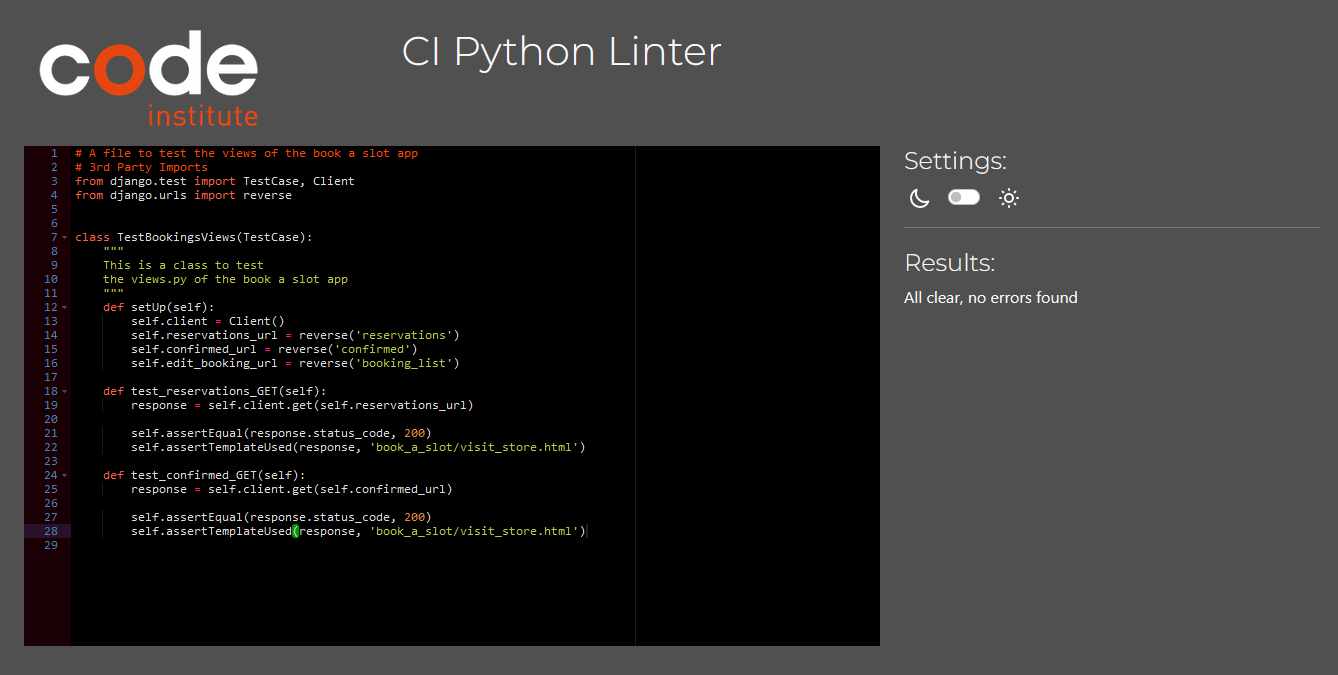 code
institute
CI Python Linter
1 # A file to test the views of the book a slot app
2 # 3rd Party Imports
3 from django.test import TestCase, Client
4 from django.urls import reverse
5
6
7 class TestBookingsViews(TestCase):
8     """
9     This is a class to test
10     the views.py of the book a slot app
11     """
12     def setUp(self):
13         self.client = Client()
14         self.reservations_url = reverse('reservations')
15         self.confirmed_url = reverse('confirmed')
16         self.edit_booking_url = reverse('booking_list')
17
18     def test_reservations_GET(self):
19         response = self.client.get(self.reservations_url)
20
21         self.assertEqual(response.status_code, 200)
22         self.assertTemplateUsed(response, 'book_a_slot/visit_store.html')
23
24     def test_confirmed_GET(self):
25         response = self.client.get(self.confirmed_url)
26
27         self.assertEqual(response.status_code, 200)
28         self.assertTemplateUsed(response, 'book_a_slot/visit_store.html')
29
Settings:
Results:
All clear, no errors found